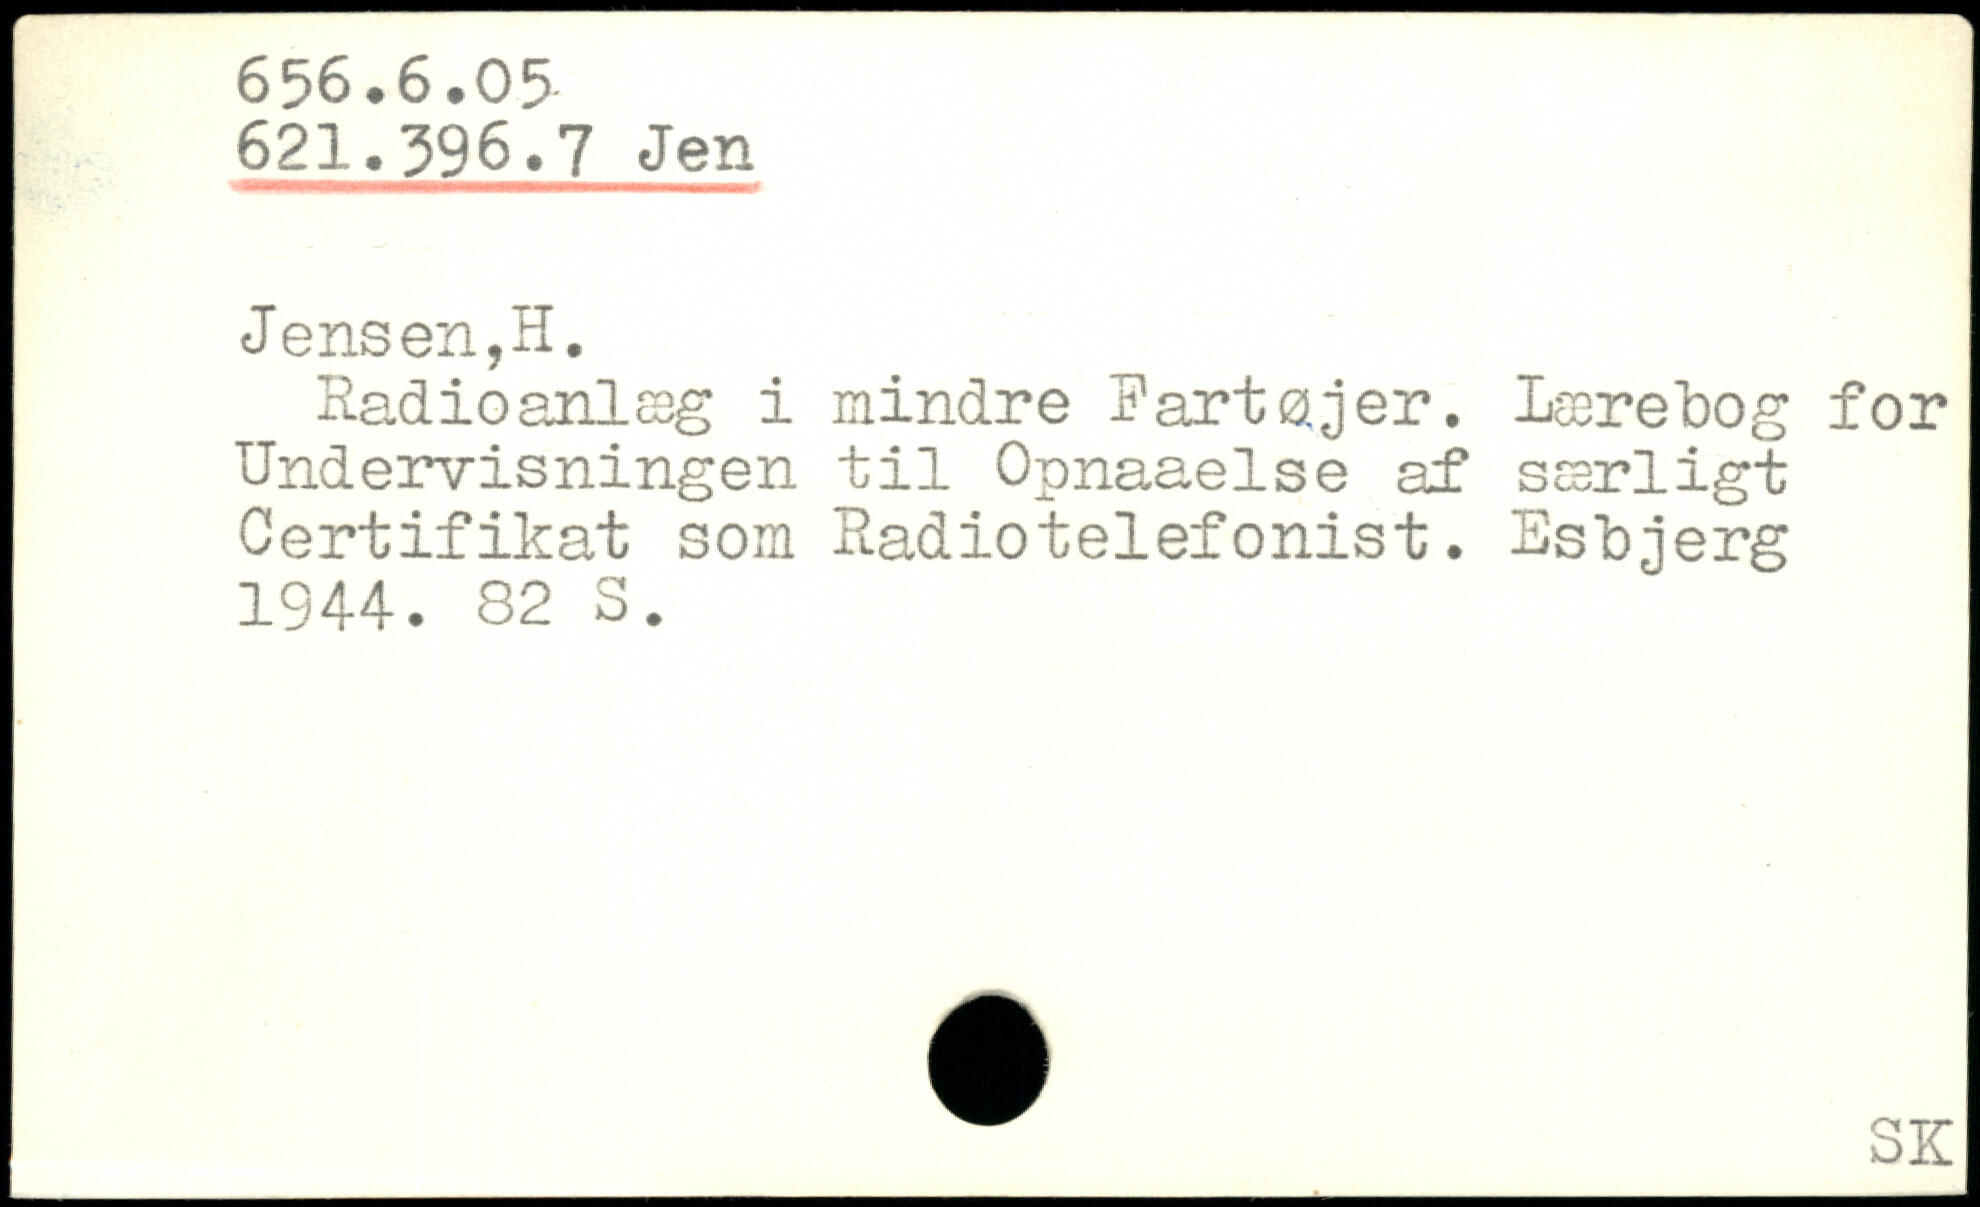 656.6.05
621.396.7 Jen
Jensen,H.
Radioanlæg i mindre Fartøjer. Lærebog for
Undervisningen til Opnaaelse af særligt
Certifikat som Radiotelefonist. Esbjerg
1944. 82 S.
SK